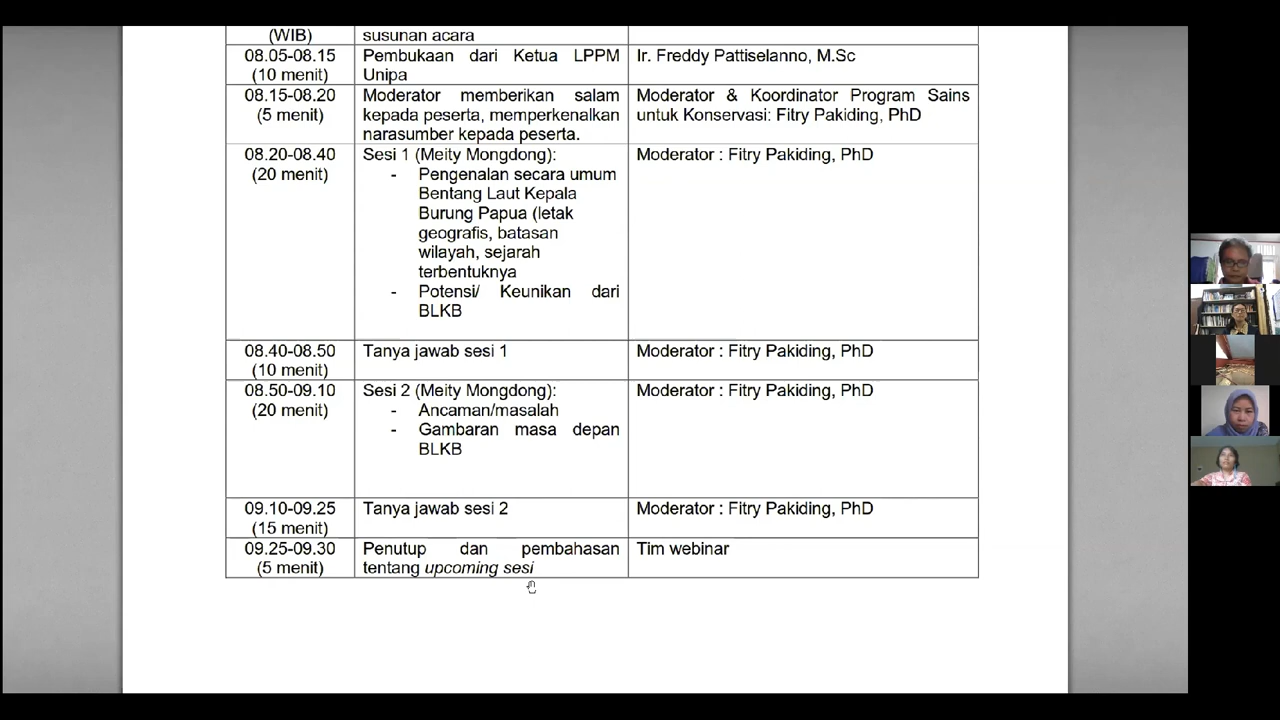 (WIB) susunan acara
08.05-08.15 Pembukaan dari Ketua LPPM Ir. Freddy Pattiselanno, M.Sc
(10 menit) Unipa
08.15-08.20 Moderator memberikan salam Moderator & Koordinator Program Sains
(5 menit) kepada peserta, memperkenalkan untuk Konservasi: Fitry Pakiding, PhD
narasumber kepada peserta.
08.20-08.40 Sesi 1 (Meity Mongdong): Moderator : Fitry Pakiding, PhD
(20 menit) - Pengenalan secara umum
Bentang Laut Kepala
Burung Papua (letak
geografis, batasan
wilayah, sejarah
terbentuknya
- Potensi/ Keunikan dari
BLKB
08.40-08.50 Tanya jawab sesi 1 Moderator : Fitry Pakiding, PhD
(10 menit)
08.50-09.10 Sesi 2 (Meity Mongdong): Moderator : Fitry Pakiding, PhD
(20 menit) - Ancaman/masalah
- Gambaran masa depan
BLKB
09.10-09.25 Tanya jawab sesi 2 Moderator : Fitry Pakiding, PhD
(15 menit)
09.25-09.30 Penutup dan pembahasan Tim webinar
(5 menit) tentang upcoming sesi